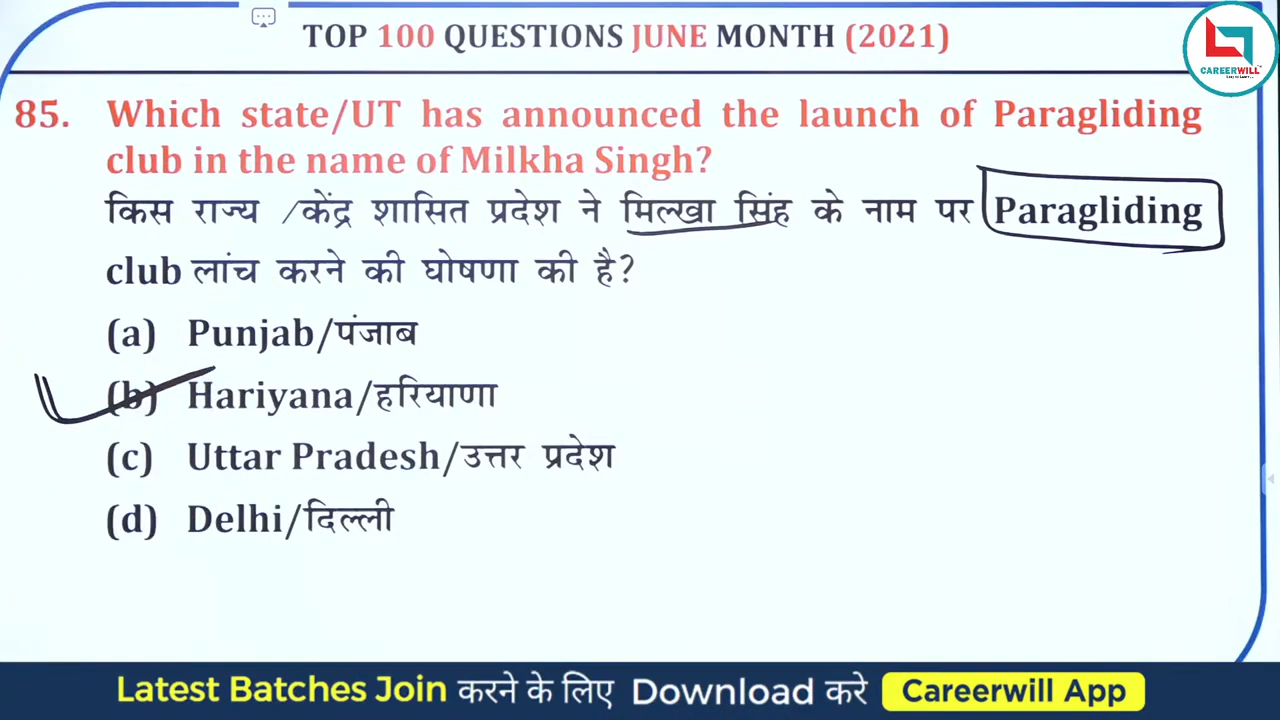 TOP 100 QUESTIONS JUNE MONTH (2021)
CAREERWILL
85. Which state/UT has announced the launch of Paragliding
club in the name of Milkha Singh?
किस राज्य /केंद्र शासित प्रदेश ने मिल्खा सिंह के नाम पर Paragliding
club लांच करने की घोषणा की है?
(a) Punjab/पंजाब
(b) Hariyana/हरियाणा
(c) Uttar Pradesh/उत्तर प्रदेश
(d) Delhi/दिल्ली
Latest Batches Join करने के लिए Download करे Careerwill App